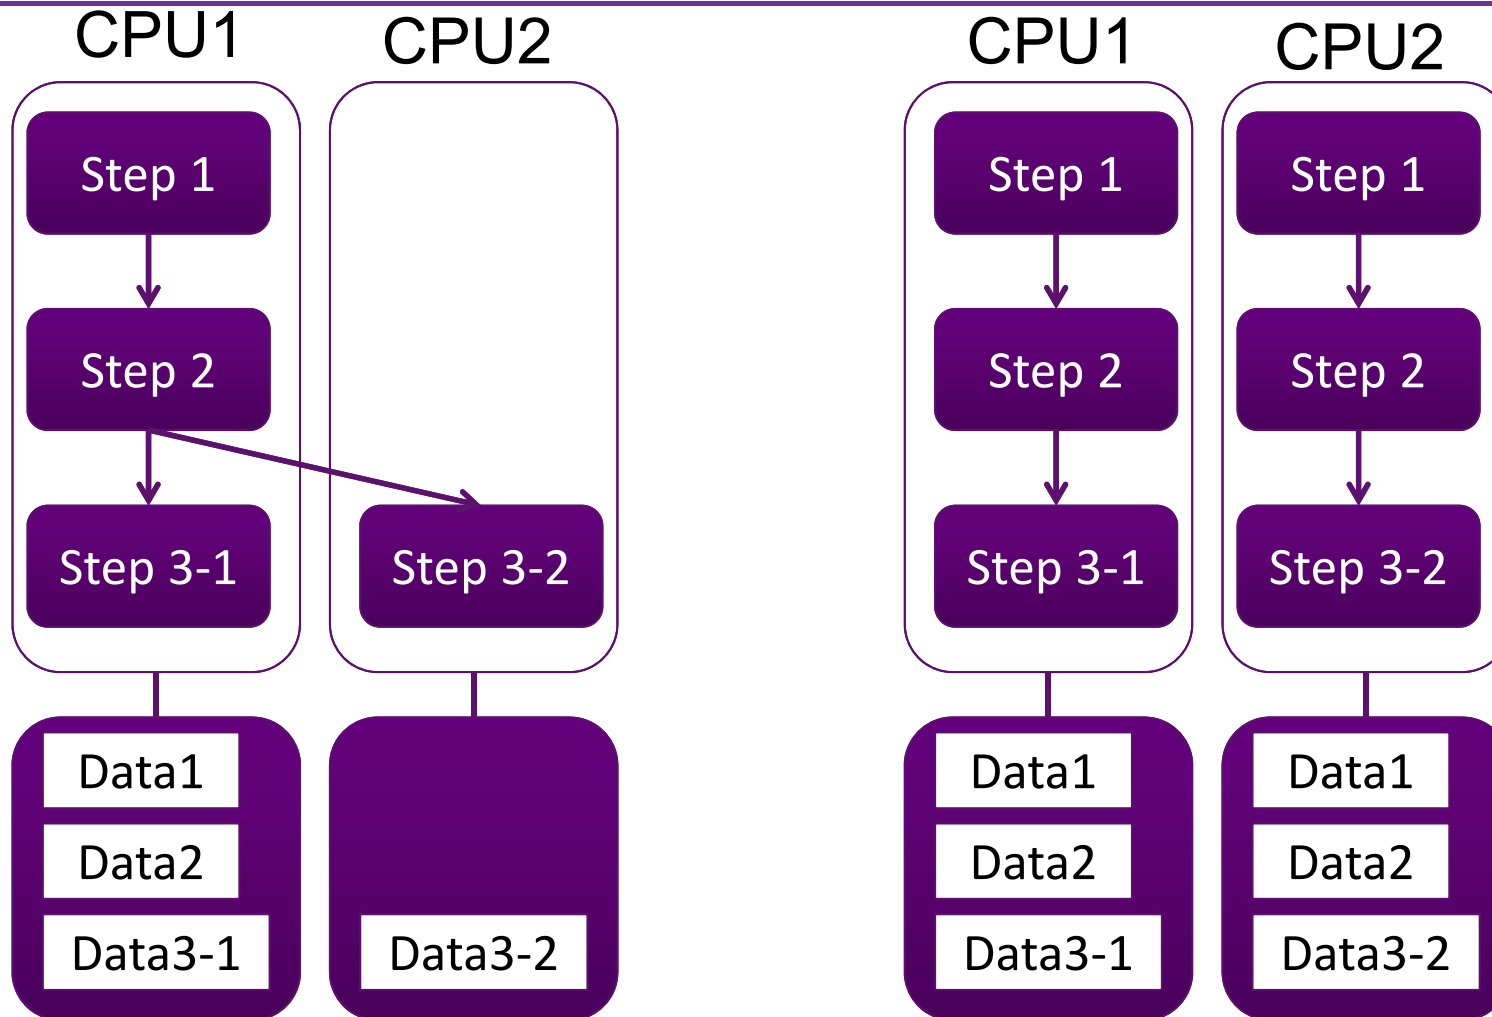 CPU1
CPU2
Step 1
Step 2
Step 3-1
Step 3-2
Data1
Data2
Data3-1
Data3-2
CPU1
CPU2
Step 1
Step 1
Step 2
Step 2
Step 3-1
Step 3-2
Data1
Data1
Data2
Data2
Data3-1
Data3-2